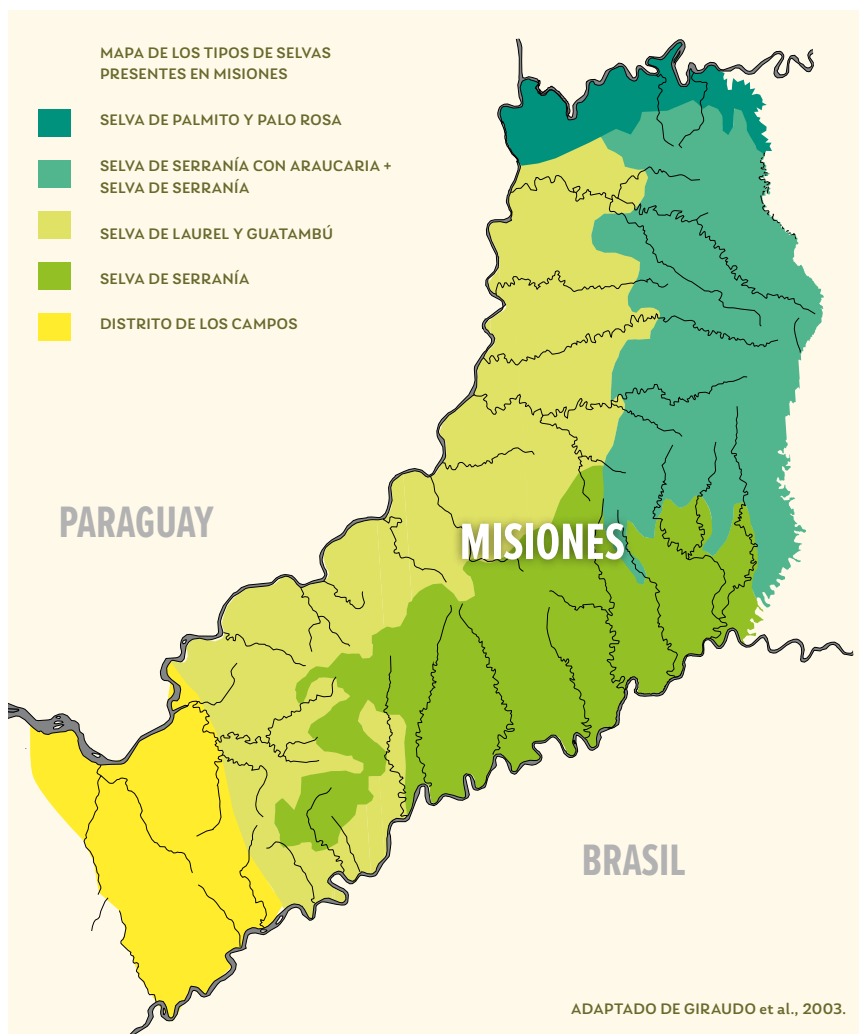 MAPA DE LOS TIPOS DE SELVAS
PRESENTES EN MISIONES
SELVA DE PALMITO Y PALO ROSA
SELVA DE SERRANÍA CON ARAUCARIA +
SELVA DE SERRANÍA
SELVA DE LAUREL Y GUATAMBÚ
SELVA DE SERRANÍA
DISTRITO DE LOS CAMPOS
PARAGUAY
MISIONES
BRASIL
ADAPTADO DE GIRAUDO et al., 2003.